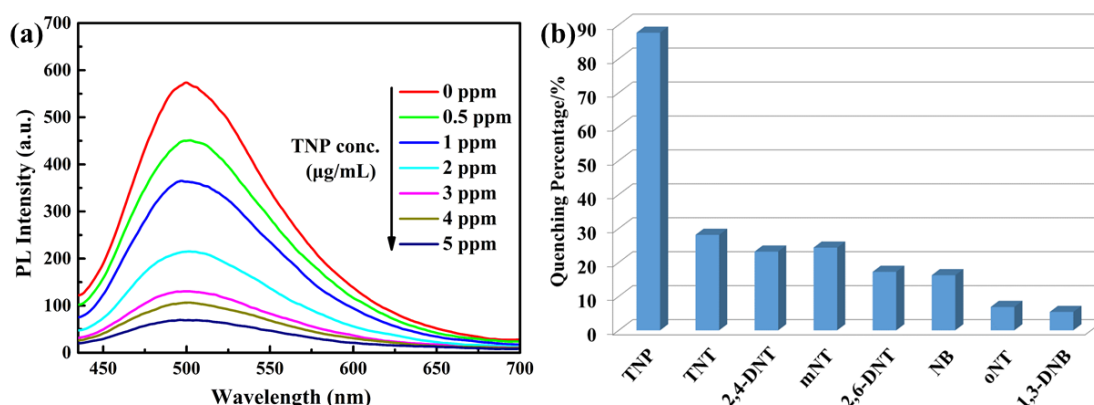 (a)
700
600
500
400
300
200
100
0
PL Intensity (a.u.)
450
500
550
600
650
700
Wavelength (nm)
TNP conc.
(μg/mL)
0 ppm
0.5 ppm
1 ppm
2 ppm
3 ppm
4 ppm
5 ppm
(b)
90
80
70
60
50
40
30
20
10
0
Quenching Percentage/%
TNP
TNT
2,4-DNT
mNT
2,6-DNT
NB
oNT
1,3-DNB